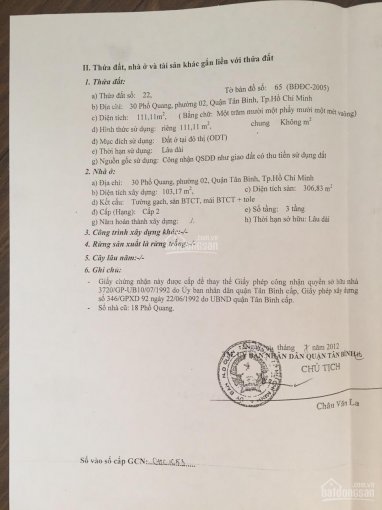 II. Thửa đất, nhà ở và tài sản khác gắn liền với thửa đất
1. Thửa đất:
a) Thửa đất số: 22, Tờ bản đồ số: 65 (BĐĐC-2005)
b) Địa chỉ: 30 Phổ Quang, phường 02, Quận Tân Bình, Tp.Hồ Chí Minh
c) Diện tích: 111,11m², ( Bằng chữ: Một trăm mười một phẩy mười một mét vuông)
d) Hình thức sử dụng: riêng 111,11 m², chung Không m²
đ) Mục đích sử dụng: Đất ở tại đô thị (ODT)
e) Thời hạn sử dụng: Lâu dài
g) Nguồn gốc sử dụng: Công nhận QSDĐ như giao đất có thu tiền sử dụng đất
2. Nhà ở:
a) Địa chỉ: 30 Phổ Quang, phường 02, Quận Tân Bình, Tp.Hồ Chí Minh
b) Diện tích xây dựng: 103,17 m², c) Diện tích sàn: 306,83 m²
d) Kết cấu: Tường gạch, sàn BTCT, mái BTCT + tole
đ) Cấp (Hạng): Cấp 2 e) Số tầng: 3 tầng
g) Năm hoàn thành xây dựng: ./. h) Thời hạn sở hữu: Lâu dài
3. Công trình xây dựng khác:-/-
4. Rừng sản xuất là rừng trồng:-/-
5. Cây lâu năm:-/-
6. Ghi chú:
- Giấy chứng nhận này được cấp để thay thế Giấy phép công nhận quyền sở hữu nhà
3720/GP-UB10/07/1992 do Ủy ban nhân dân quận Tân Bình cấp. Giấy phép xây dựng
số 346/GPXD 92 ngày 22/06/1992 do UBND quận Tân Bình cấp.
- Số nhà cũ: 18 Phổ Quang.
tháng 2012
ỦY BAN NHÂN DÂN QUẬN TÂN BÌNH
CHỦ TỊCH
Châu Văn La
Số vào sổ cấp GCN:
.com.vn
batdongsan